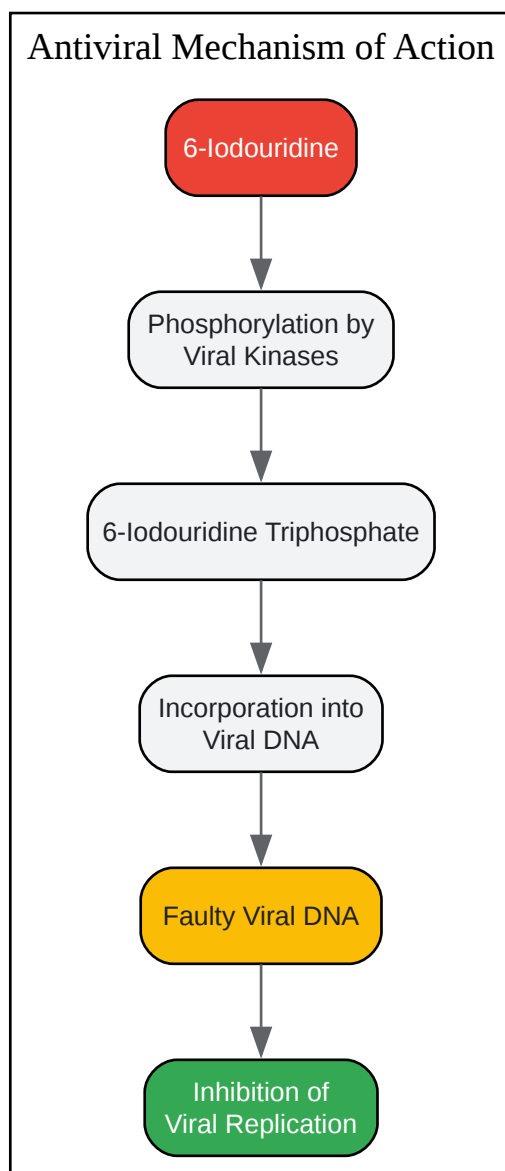 Antiviral Mechanism of Action
6-Iodouridine
Phosphorylation by
Viral Kinases
6-Iodouridine Triphosphate
Incorporation into
Viral DNA
Faulty Viral DNA
Inhibition of
Viral Replication